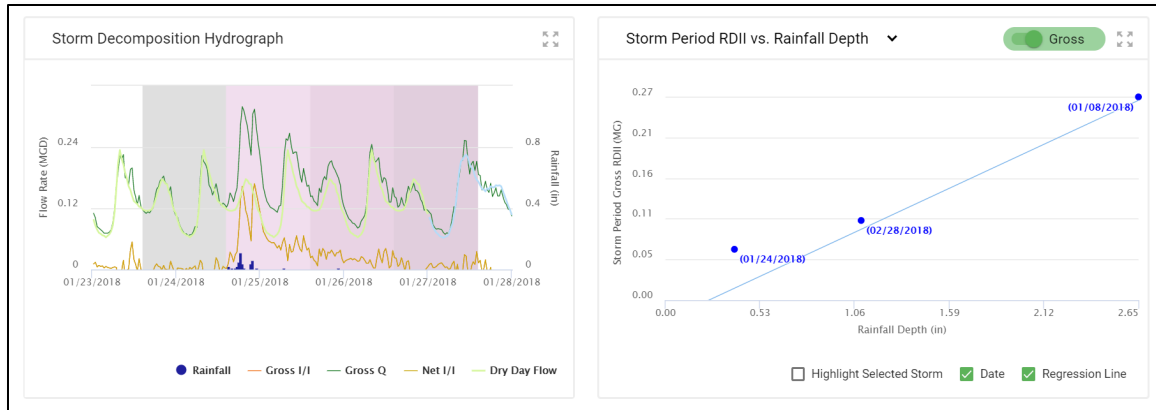 Storm Decomposition Hydrograph
Flow Rate (MGD)
0.24
0.12
0
Rainfall (in)
0.8
0.4
0
01/23/2018 01/24/2018 01/25/2018 01/26/2018 01/27/2018 01/28/2018
Rainfall Gross I/I Gross Q Net I/I Dry Day Flow
Storm Period RDII vs. Rainfall Depth Gross
Storm Period Gross RDII (MG)
0.27
0.21
0.16
0.11
0.05
0.00
(01/08/2018)
(02/28/2018)
(01/24/2018)
0.00 0.53 1.06 1.59 2.12 2.65
Rainfall Depth (in)
Highlight Selected Storm Date Regression Line